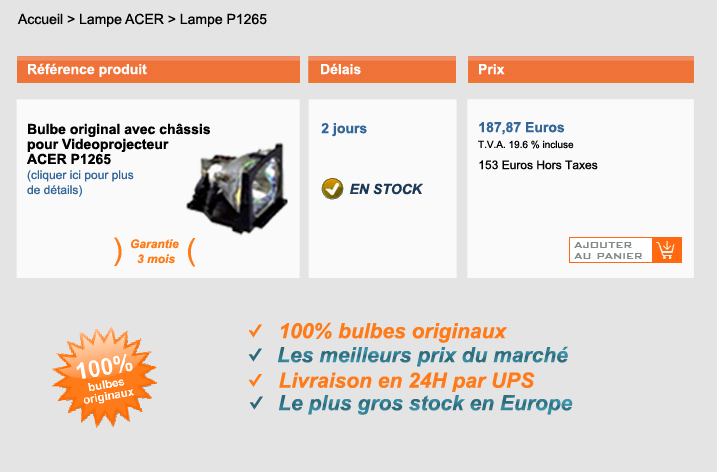 Accueil > Lampe ACER > Lampe P1265
Référence produit
Délais
Prix
Bulbe original avec châssis
pour Videoprojecteur
ACER P1265
(cliquer ici pour plus
de détails)
Garantie
3 mois
2 jours
EN STOCK
187,87 Euros
T.V.A. 19.6 % incluse
153 Euros Hors Taxes
AJOUTER
AU PANIER
100%
bulbes
originaux
100% bulbes originaux
Les meilleurs prix du marché
Livraison en 24H par UPS
Le plus gros stock en Europe